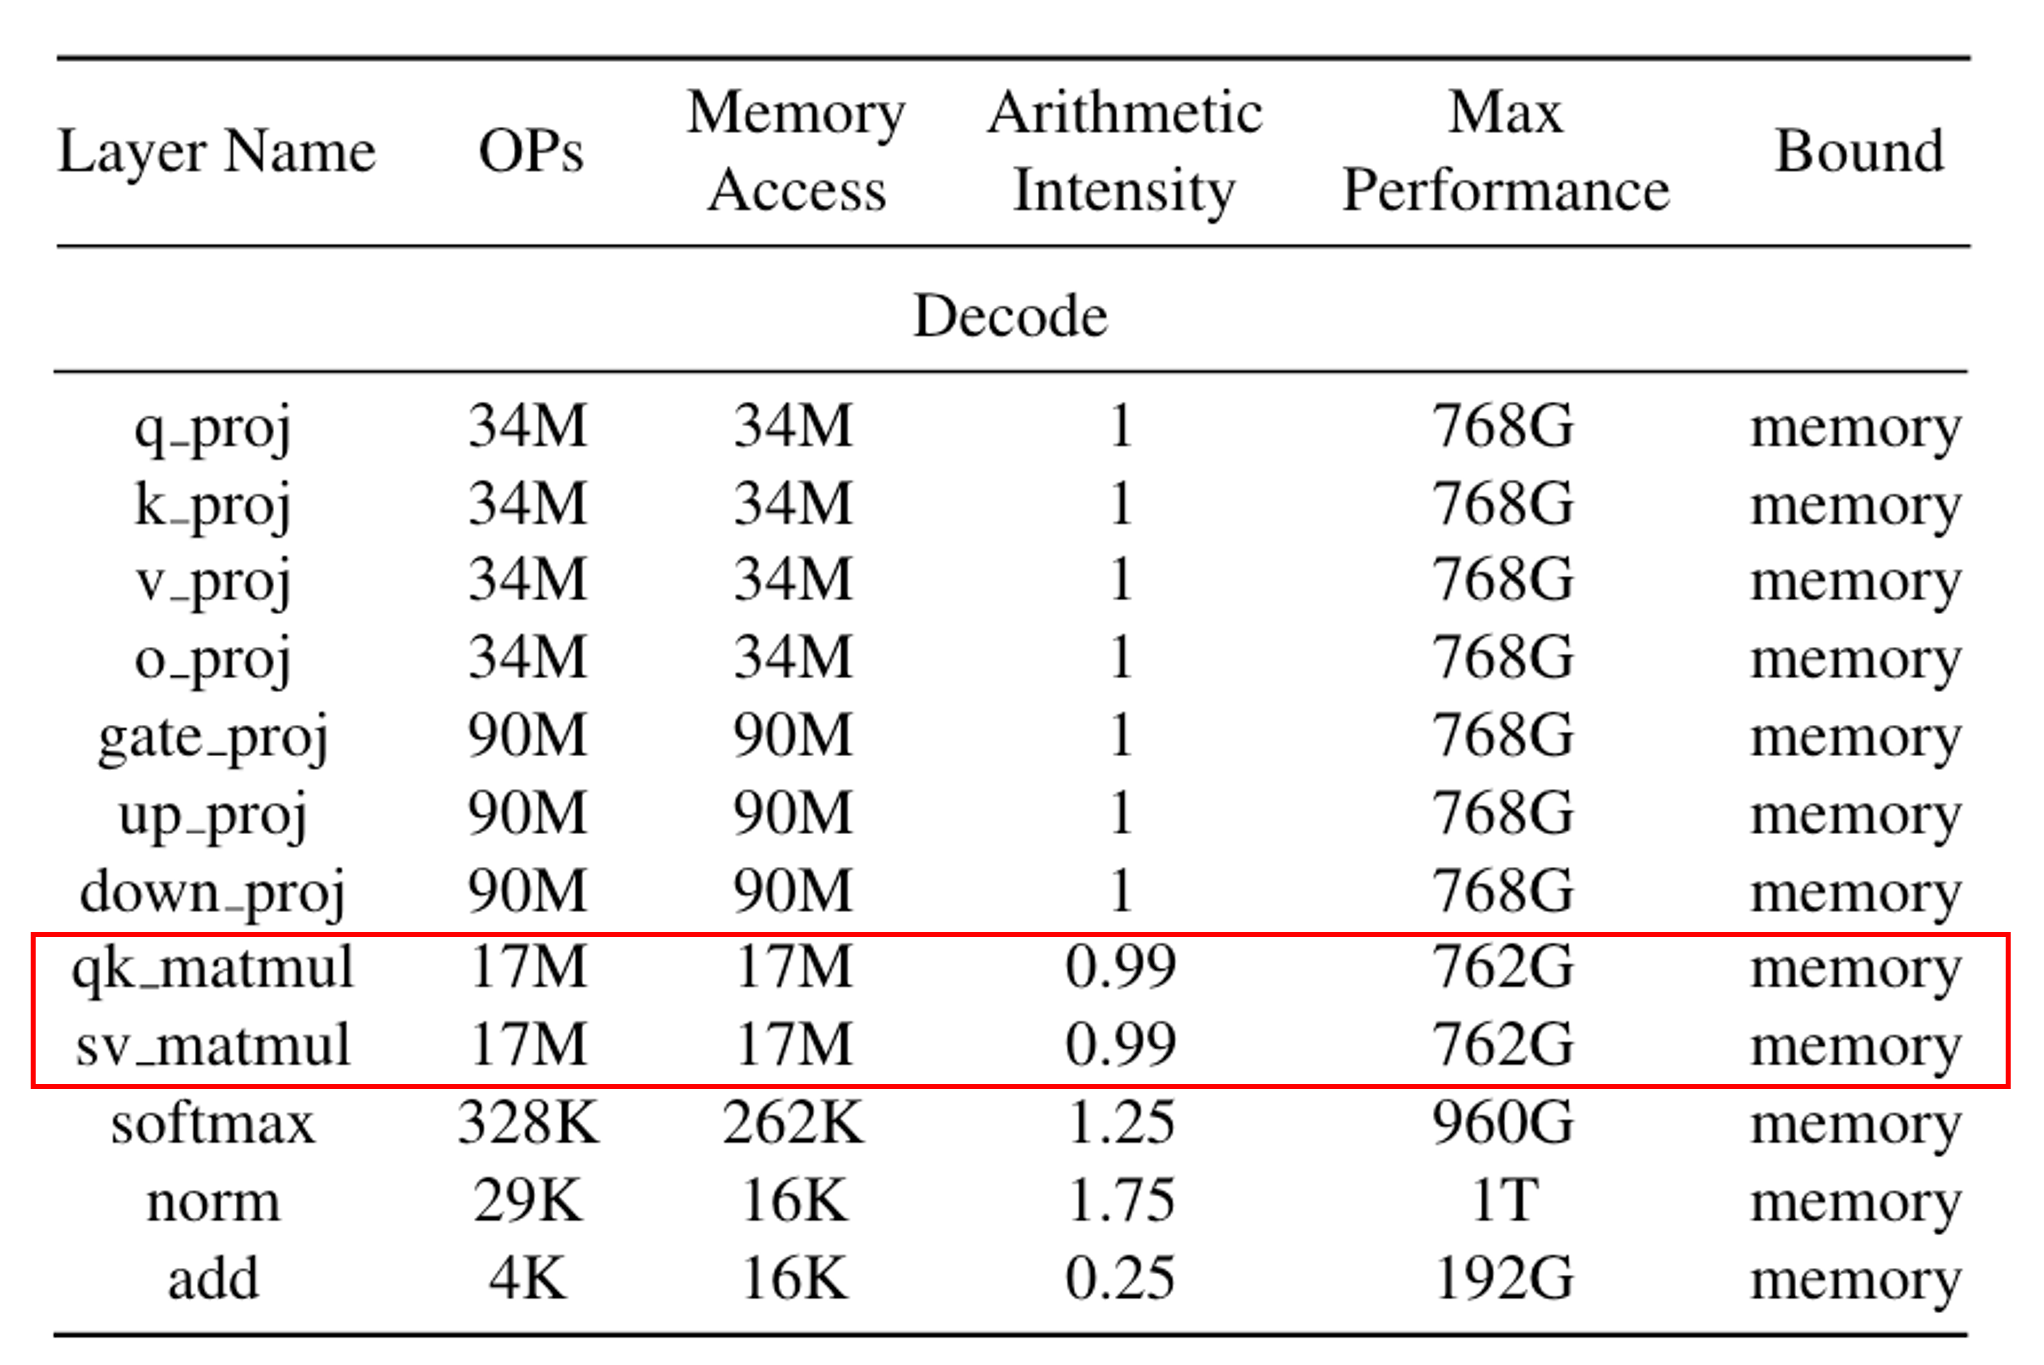 Layer Name OPs Memory Access Arithmetic Intensity Max Performance Bound
Decode
q_proj 34M 34M 1 768G memory
k_proj 34M 34M 1 768G memory
v_proj 34M 34M 1 768G memory
o_proj 34M 34M 1 768G memory
gate_proj 90M 90M 1 768G memory
up_proj 90M 90M 1 768G memory
down_proj 90M 90M 1 768G memory
qk_matmul 17M 17M 0.99 762G memory
sv_matmul 17M 17M 0.99 762G memory
softmax 328K 262K 1.25 960G memory
norm 29K 16K 1.75 1T memory
add 4K 16K 0.25 192G memory